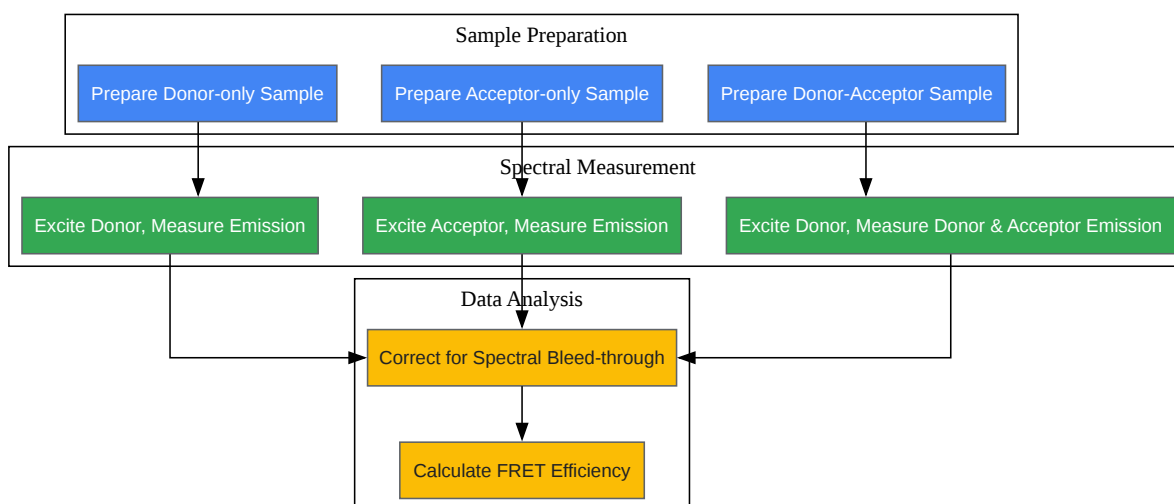 Sample Preparation
Prepare Donor-only Sample
Prepare Acceptor-only Sample
Prepare Donor-Acceptor Sample
Spectral Measurement
Excite Donor, Measure Emission
Excite Acceptor, Measure Emission
Excite Donor, Measure Donor & Acceptor Emission
Data Analysis
Correct for Spectral Bleed-through
Calculate FRET Efficiency